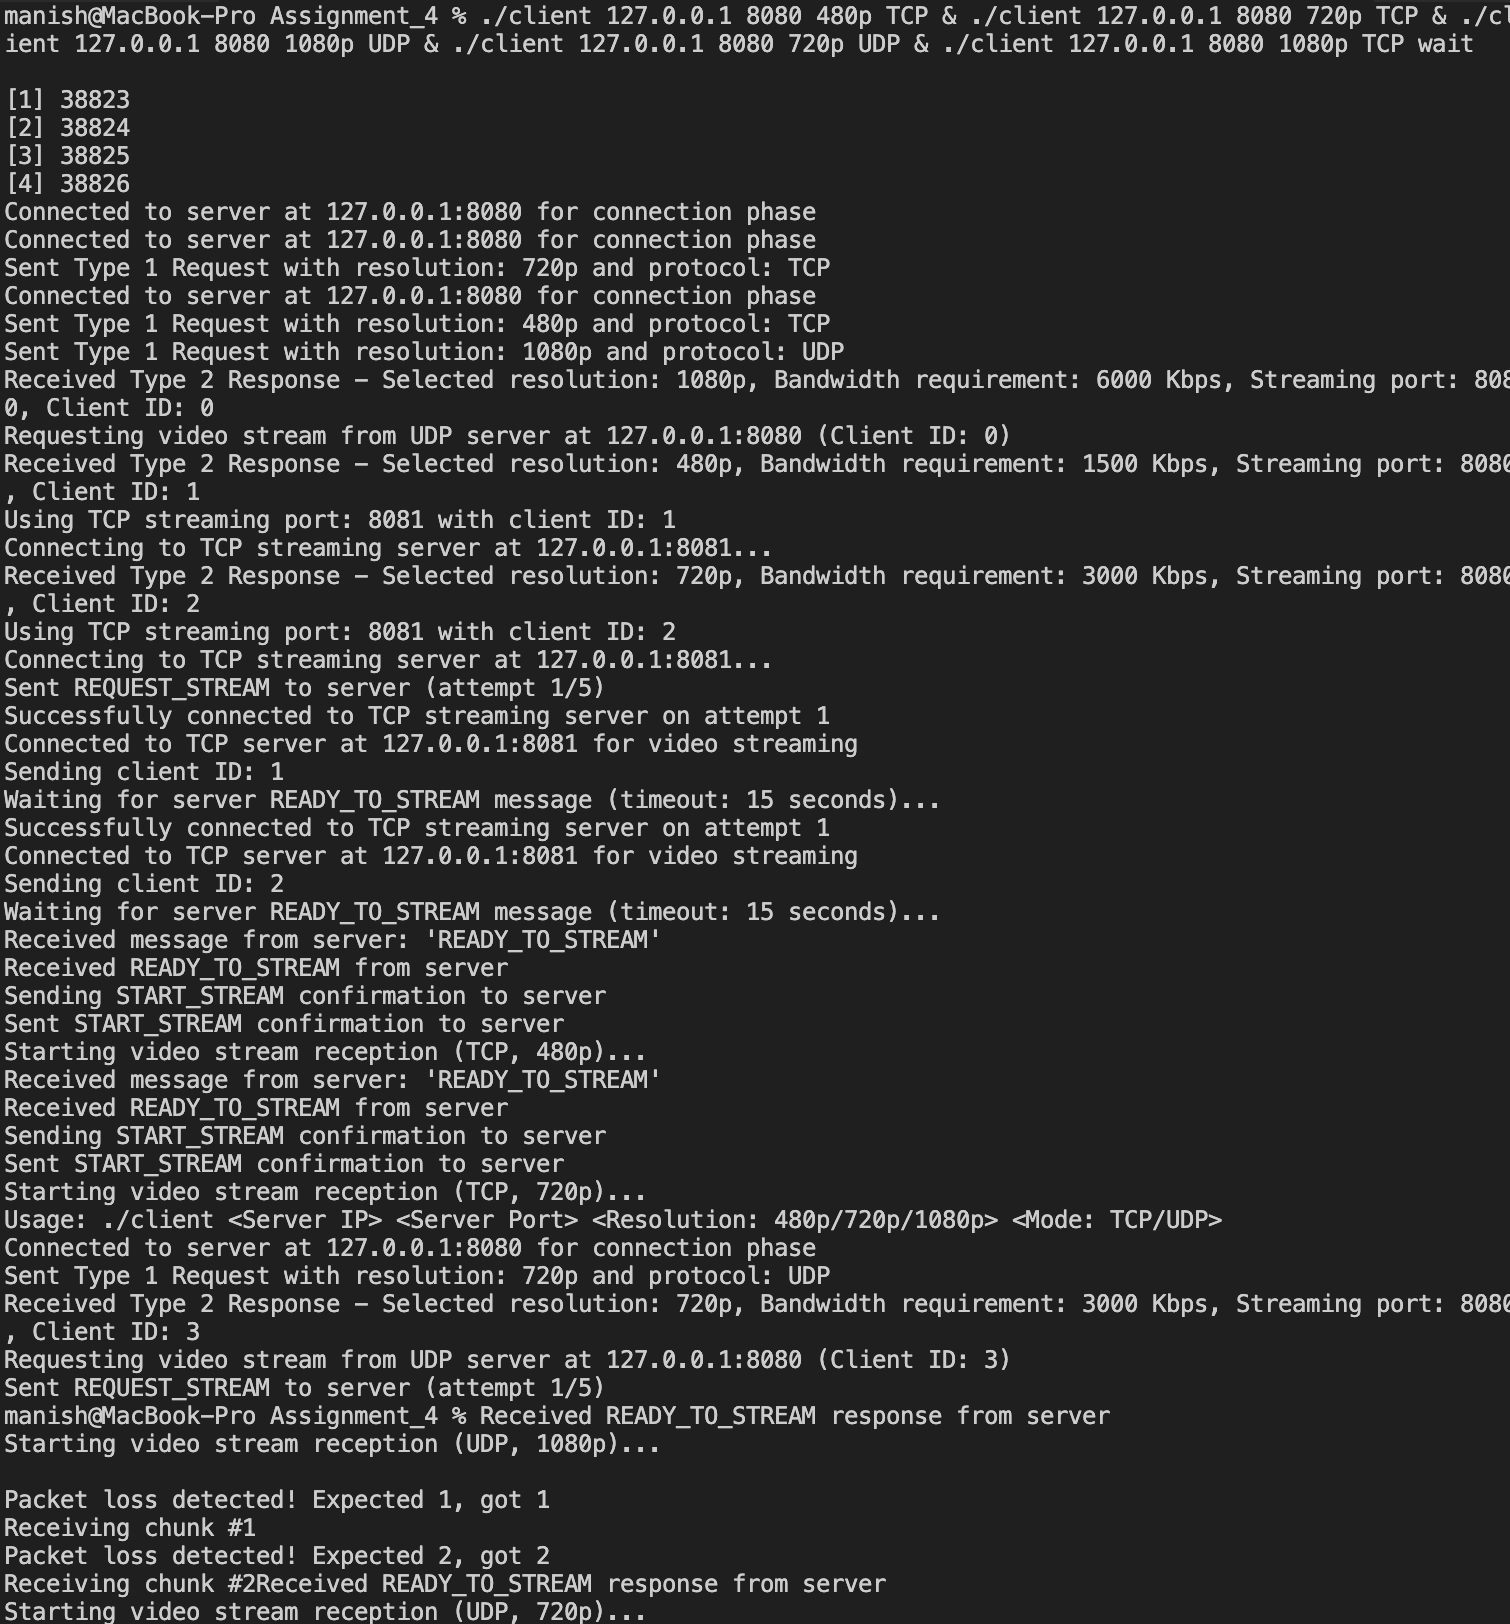 manish@MacBook-Pro Assignment_4 % ./client 127.0.0.1 8080 480p TCP & ./client 127.0.0.1 8080 720p TCP & ./cl
ient 127.0.0.1 8080 1080p UDP & ./client 127.0.0.1 8080 720p UDP & ./client 127.0.0.1 8080 1080p TCP wait
[1] 38823
[2] 38824
[3] 38825
[4] 38826
Connected to server at 127.0.0.1:8080 for connection phase
Connected to server at 127.0.0.1:8080 for connection phase
Sent Type 1 Request with resolution: 720p and protocol: TCP
Connected to server at 127.0.0.1:8080 for connection phase
Sent Type 1 Request with resolution: 480p and protocol: TCP
Sent Type 1 Request with resolution: 1080p and protocol: UDP
Received Type 2 Response – Selected resolution: 1080p, Bandwidth requirement: 6000 Kbps, Streaming port: 808
0, Client ID: 0
Requesting video stream from UDP server at 127.0.0.1:8080 (Client ID: 0)
Received Type 2 Response – Selected resolution: 480p, Bandwidth requirement: 1500 Kbps, Streaming port: 8080
, Client ID: 1
Using TCP streaming port: 8081 with client ID: 1
Connecting to TCP streaming server at 127.0.0.1:8081...
Received Type 2 Response – Selected resolution: 720p, Bandwidth requirement: 3000 Kbps, Streaming port: 8080
, Client ID: 2
Using TCP streaming port: 8081 with client ID: 2
Connecting to TCP streaming server at 127.0.0.1:8081...
Sent REQUEST_STREAM to server (attempt 1/5)
Successfully connected to TCP streaming server on attempt 1
Connected to TCP server at 127.0.0.1:8081 for video streaming
Sending client ID: 1
Waiting for server READY_TO_STREAM message (timeout: 15 seconds)...
Successfully connected to TCP streaming server on attempt 1
Connected to TCP server at 127.0.0.1:8081 for video streaming
Sending client ID: 2
Waiting for server READY_TO_STREAM message (timeout: 15 seconds)...
Received message from server: 'READY_TO_STREAM'
Received READY_TO_STREAM from server
Sending START_STREAM confirmation to server
Sent START_STREAM confirmation to server
Starting video stream reception (TCP, 480p)...
Received message from server: 'READY_TO_STREAM'
Received READY_TO_STREAM from server
Sending START_STREAM confirmation to server
Sent START_STREAM confirmation to server
Starting video stream reception (TCP, 720p)...
Usage: ./client <Server IP> <Server Port> <Resolution: 480p/720p/1080p> <Mode: TCP/UDP>
Connected to server at 127.0.0.1:8080 for connection phase
Sent Type 1 Request with resolution: 720p and protocol: UDP
Received Type 2 Response – Selected resolution: 720p, Bandwidth requirement: 3000 Kbps, Streaming port: 8080
, Client ID: 3
Requesting video stream from UDP server at 127.0.0.1:8080 (Client ID: 3)
Sent REQUEST_STREAM to server (attempt 1/5)
manish@MacBook-Pro Assignment_4 % Received READY_TO_STREAM response from server
Starting video stream reception (UDP, 1080p)...
Packet loss detected! Expected 1, got 1
Receiving chunk #1
Packet loss detected! Expected 2, got 2
Receiving chunk #2Received READY_TO_STREAM response from server
Starting video stream reception (UDP, 720p)...